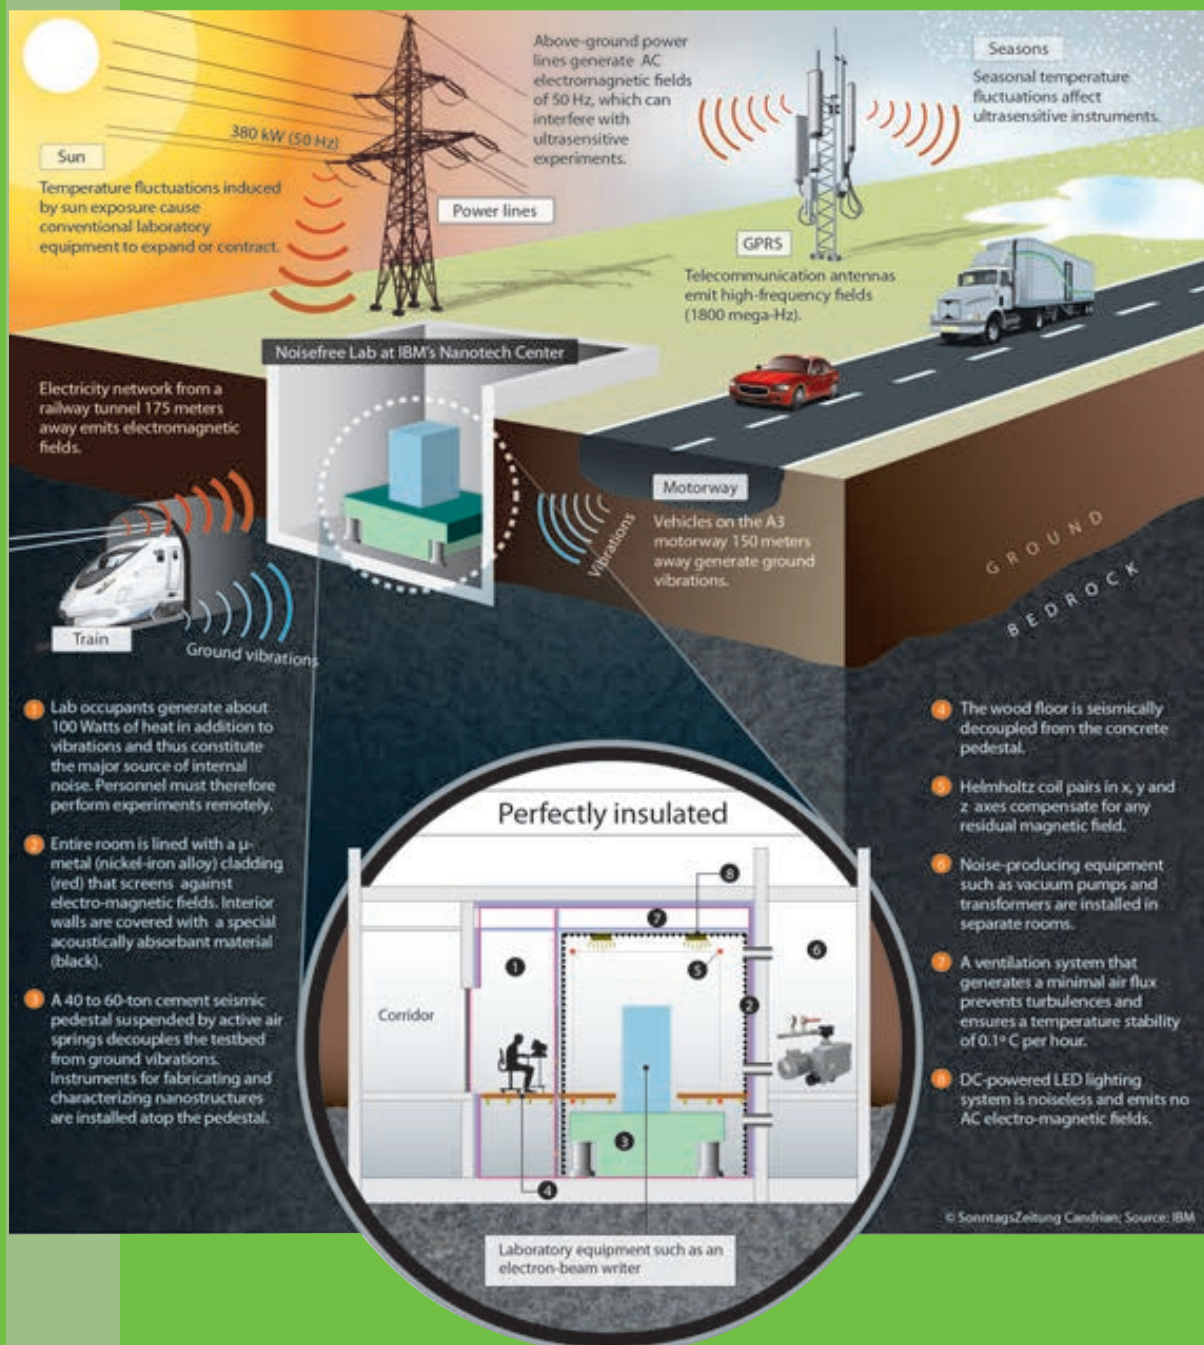 Above-ground power
lines generate AC
electromagnetic fields
of 50 Hz, which can
interfere with
ultrasensitive
experiments.
Seasons
Seasonal temperature
fluctuations affect
ultrasensitive instruments.
380 kW (50 Hz)
Sun
Temperature fluctuations induced
by sun exposure cause
conventional laboratory
equipment to expand or contract.
Power lines
GPRS
Telecommunication antennas
emit high-frequency fields
(1800 mega-Hz).
Noisefree Lab at IBM's Nanotech Center
Electricity network from a
railway tunnel 175 meters
away emits electromagnetic
fields.
Motorway
Vehicles on the A3
motorway 150 meters
away generate ground
vibrations.
Vibrations
GROUND
BEDROCK
Train
Ground vibrations
1 Lab occupants generate about
100 Watts of heat in addition to
vibrations and thus constitute
the major source of internal
noise. Personnel must therefore
perform experiments remotely.
2 Entire room is lined with a μ-
metal (nickel-iron alloy) cladding
(red) that screens against
electro-magnetic fields. Interior
walls are covered with a special
acoustically absorbant material
(black).
3 A 40 to 60-ton cement seismic
pedestal suspended by active air
springs decouples the testbed
from ground vibrations.
Instruments for fabricating and
characterizing nanostructures
are installed atop the pedestal.
4 The wood floor is seismically
decoupled from the concrete
pedestal.
5 Helmholtz coil pairs in x, y and
z axes compensate for any
residual magnetic field.
6 Noise-producing equipment
such as vacuum pumps and
transformers are installed in
separate rooms.
7 A ventilation system that
generates a minimal air flux
prevents turbulences and
ensures a temperature stability
of 0.1º C per hour.
8 DC-powered LED lighting
system is noiseless and emits no
AC electro-magnetic fields.
Perfectly insulated
8
7
1
5
6
2
Corridor
3
4
Laboratory equipment such as an
electron-beam writer
© SonntagsZeitung Candrian; Source: IBM